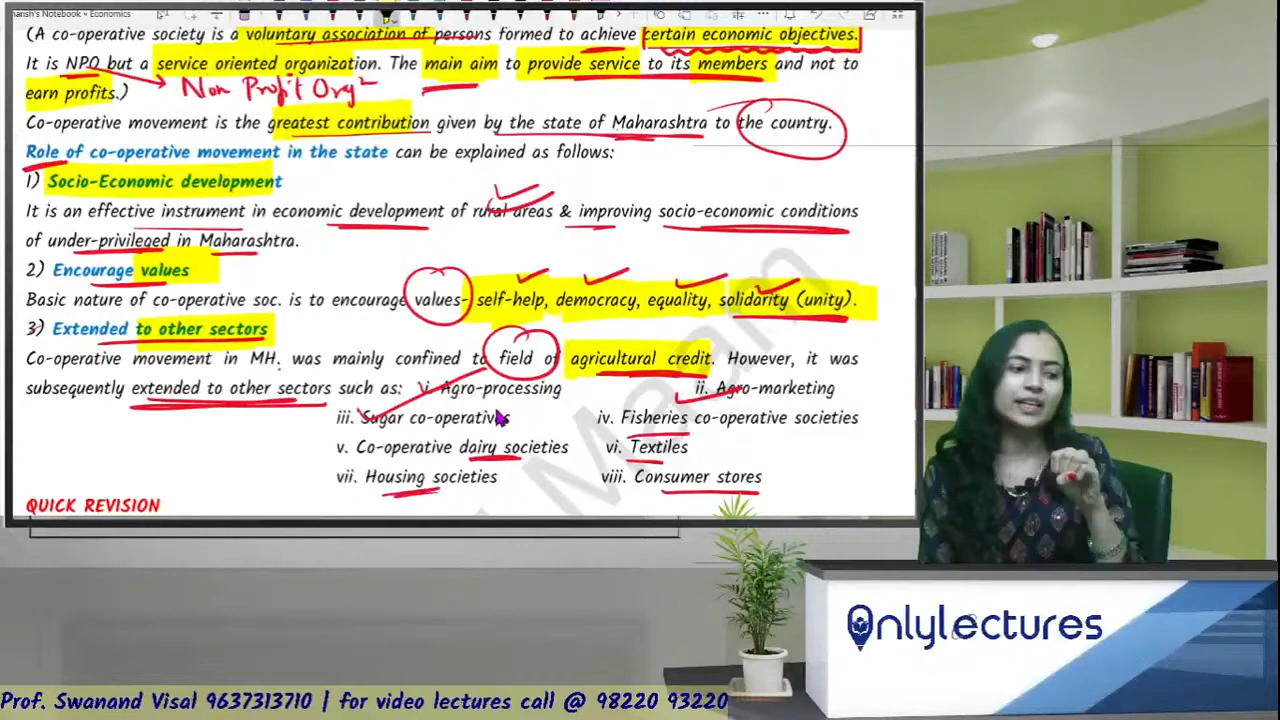 arish's Notebook » Economics
(A co-operative society is a voluntary association of persons formed to achieve certain economic objectives.
It is NPO but a service oriented organization. The main aim to provide service to its members and not to
earn profits.)
Non Profit Orgn
Co-operative movement is the greatest contribution given by the state of Maharashtra to the country.
Role of co-operative movement in the state can be explained as follows:
1) Socio-Economic development
It is an effective instrument in economic development of rural areas & improving socio-economic conditions
of under-privileged in Maharashtra.
2) Encourage values
Basic nature of co-operative soc. is to encourage values- self-help, democracy, equality, solidarity (unity).
3) Extended to other sectors
Co-operative movement in MH. was mainly confined to field of agricultural credit. However, it was
subsequently extended to other sectors such as: i. Agro-processing ii. Agro-marketing
iii. Sugar co-operatives iv. Fisheries co-operative societies
v. Co-operative dairy societies vi. Textiles
vii. Housing societies viii. Consumer stores
QUICK REVISION
Maam
Onlylectures
Prof. Swanand Visal 9637313710 | for video lectures call @ 98220 93220